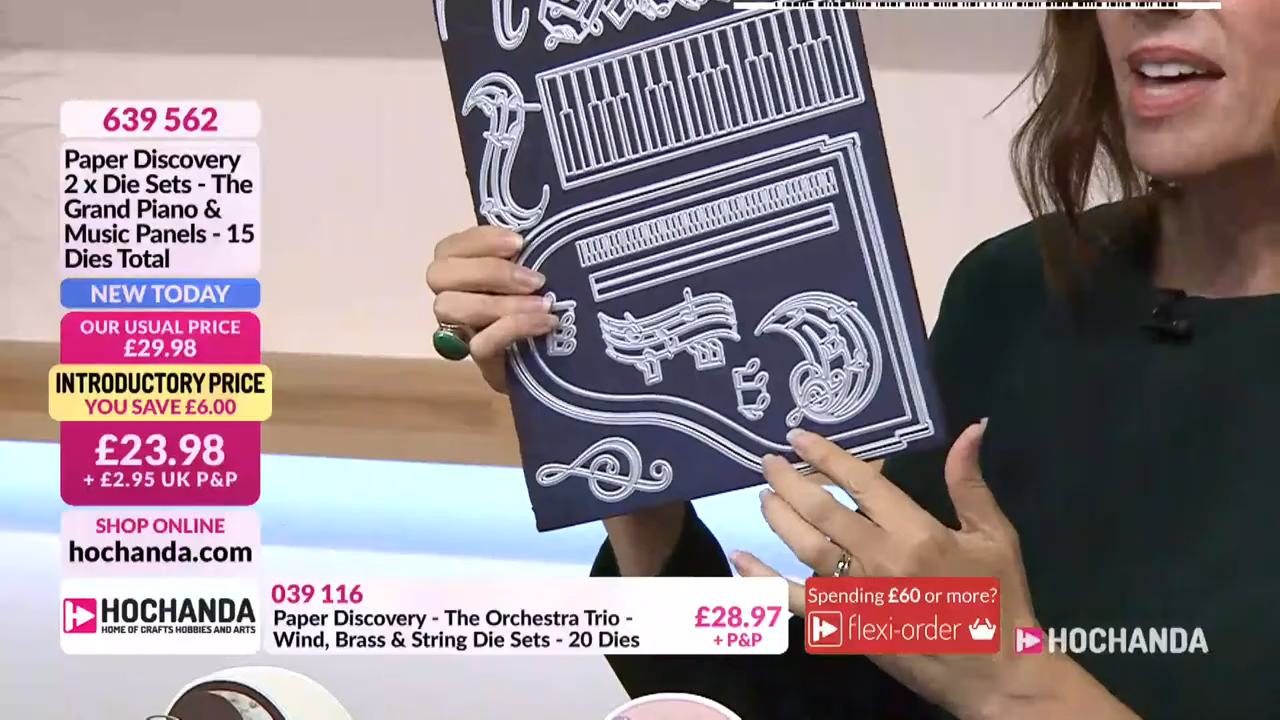 639 562
Paper Discovery
2 x Die Sets - The
Grand Piano &
Music Panels - 15
Dies Total
NEW TODAY
OUR USUAL PRICE
£29.98
INTRODUCTORY PRICE
YOU SAVE £6.00
£23.98
+ £2.95 UK P&P
SHOP ONLINE
hochanda.com
HOCHANDA
HOME OF CRAFTS HOBBIES AND ARTS
039 116
Paper Discovery - The Orchestra Trio -
Wind, Brass & String Die Sets - 20 Dies
£28.97
+ P&P
Spending £60 or more?
flexi-order
HOCHANDA